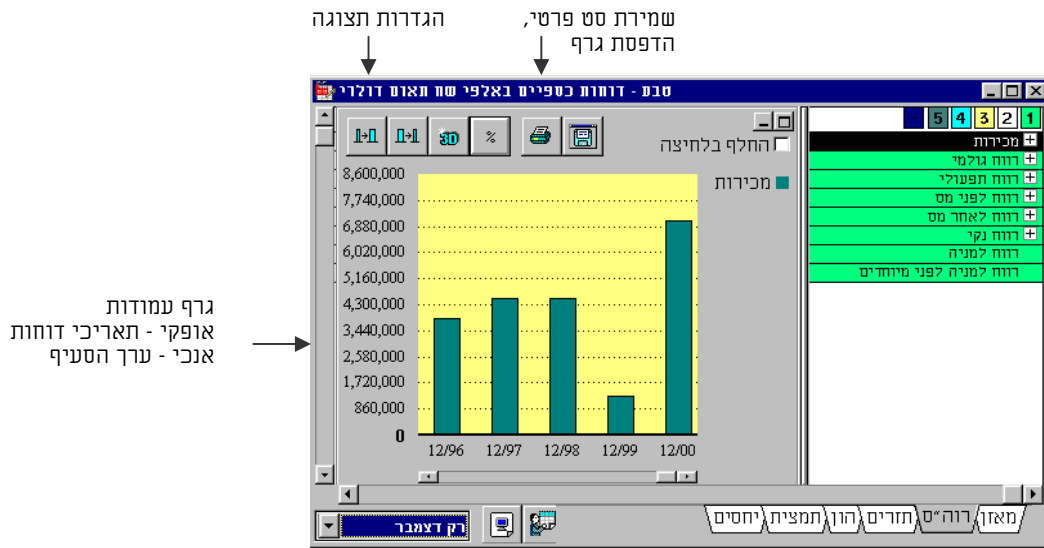 שמירת סט פרטי,
הדפסת גרף
הגדרות תצוגה
טבע - דוחות כספיים באלפי שח תאום דולרי
1 2 3 4 5
מכירות
רווח גולמי
רווח תפעולי
רווח לפני מס
רווח לאחר מס
רווח נקי
רווח למניה
רווח למניה לפני מיוחדים
3D %
החלף בלחיצה
מכירות
8,600,000
7,740,000
6,880,000
6,020,000
5,160,000
4,300,000
3,440,000
2,580,000
1,720,000
860,000
0
12/96 12/97 12/98 12/99 12/00
גרף עמודות
אופקי - תאריכי דוחות
אנכי - ערך הסעיף
מאזן רוה"ס תזרים הון תמצית יחסים
רק דצמבר